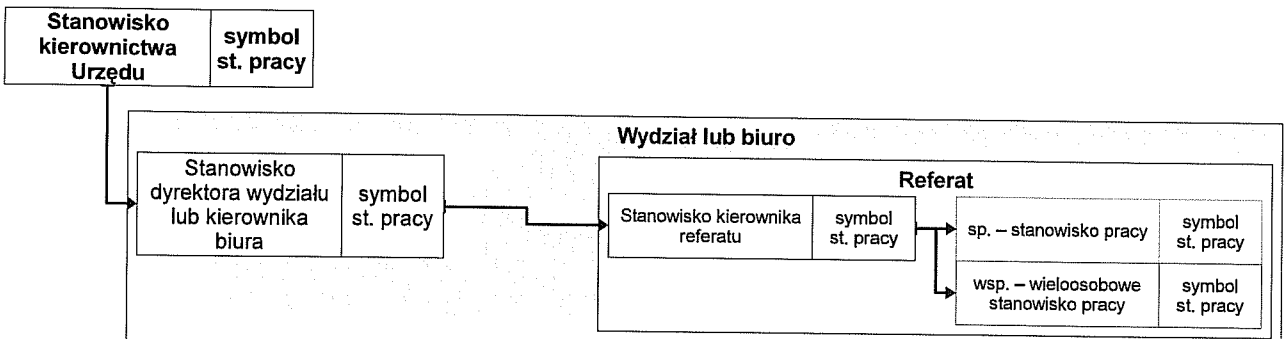 Stanowisko
kierownictwa
Urzędu
symbol
st. pracy
Wydział lub biuro
Stanowisko
dyrektora wydziału
lub kierownika
biura
symbol
st. pracy
Referat
Stanowisko kierownika
referatu
symbol
st. pracy
sp. – stanowisko pracy
symbol
st. pracy
wsp. – wieloosobowe
stanowisko pracy
symbol
st. pracy